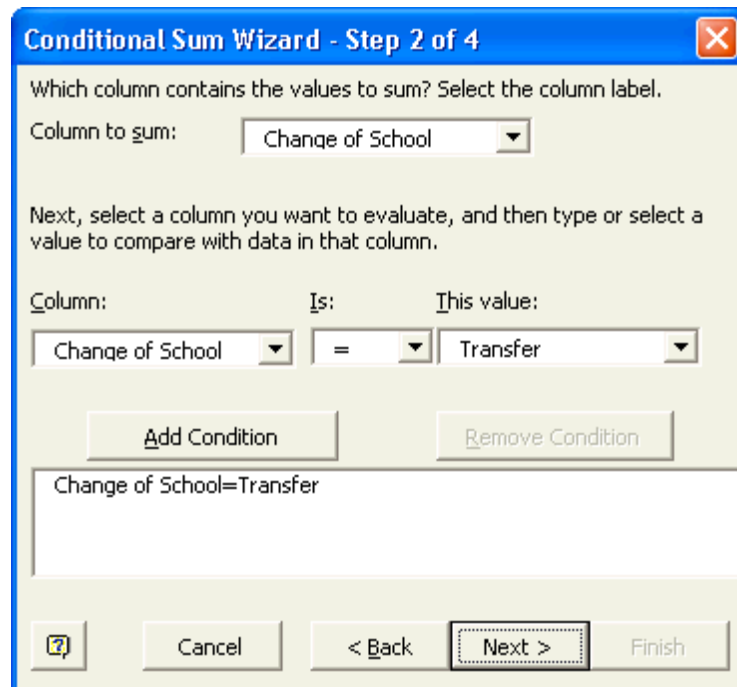 Conditional Sum Wizard - Step 2 of 4
Which column contains the values to sum? Select the column label.
Column to sum: Change of School
Next, select a column you want to evaluate, and then type or select a
value to compare with data in that column.
Column: Is: This value:
Change of School = Transfer
Add Condition Remove Condition
Change of School=Transfer
Cancel < Back Next > Finish